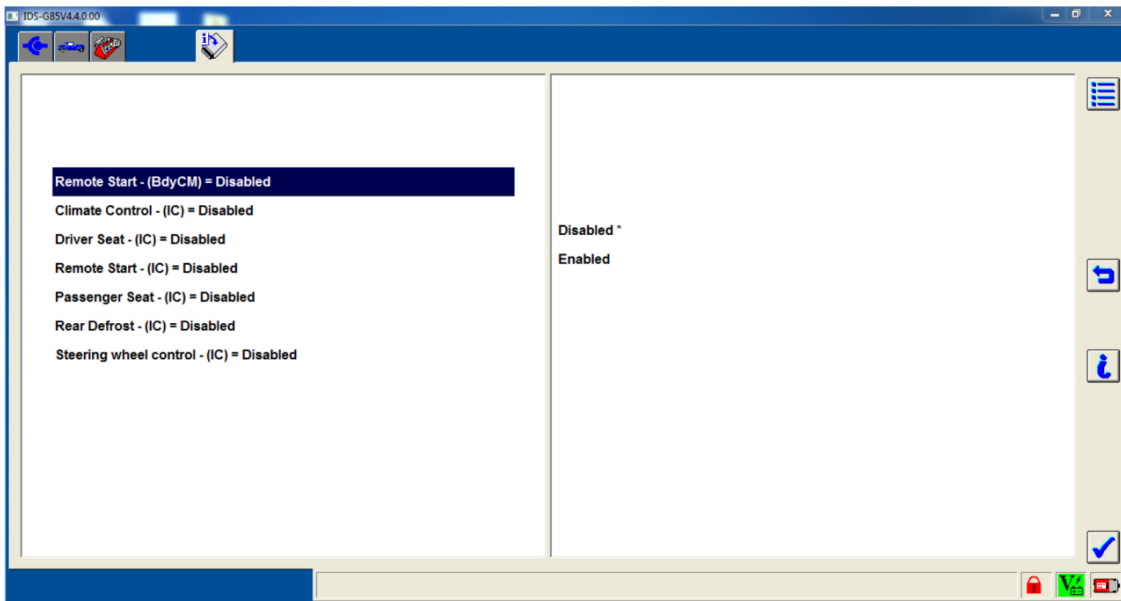 IDS-G85V4.4.0.00
Remote Start - (BdyCM) = Disabled
Climate Control - (IC) = Disabled
Driver Seat - (IC) = Disabled
Remote Start - (IC) = Disabled
Passenger Seat - (IC) = Disabled
Rear Defrost - (IC) = Disabled
Steering wheel control - (IC) = Disabled
Disabled *
Enabled